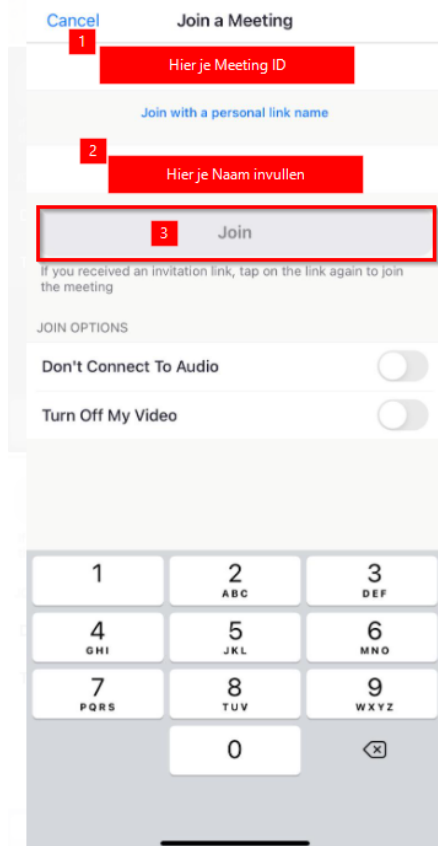 Cancel Join a Meeting
1
Hier je Meeting ID
Join with a personal link name
2
Hier je Naam invullen
3 Join
If you received an invitation link, tap on the link again to join
the meeting
JOIN OPTIONS
Don't Connect To Audio
Turn Off My Video
1 2 3
ABC DEF
4 5 6
GHI JKL MNO
7 8 9
PQRS TUV WXYZ
0